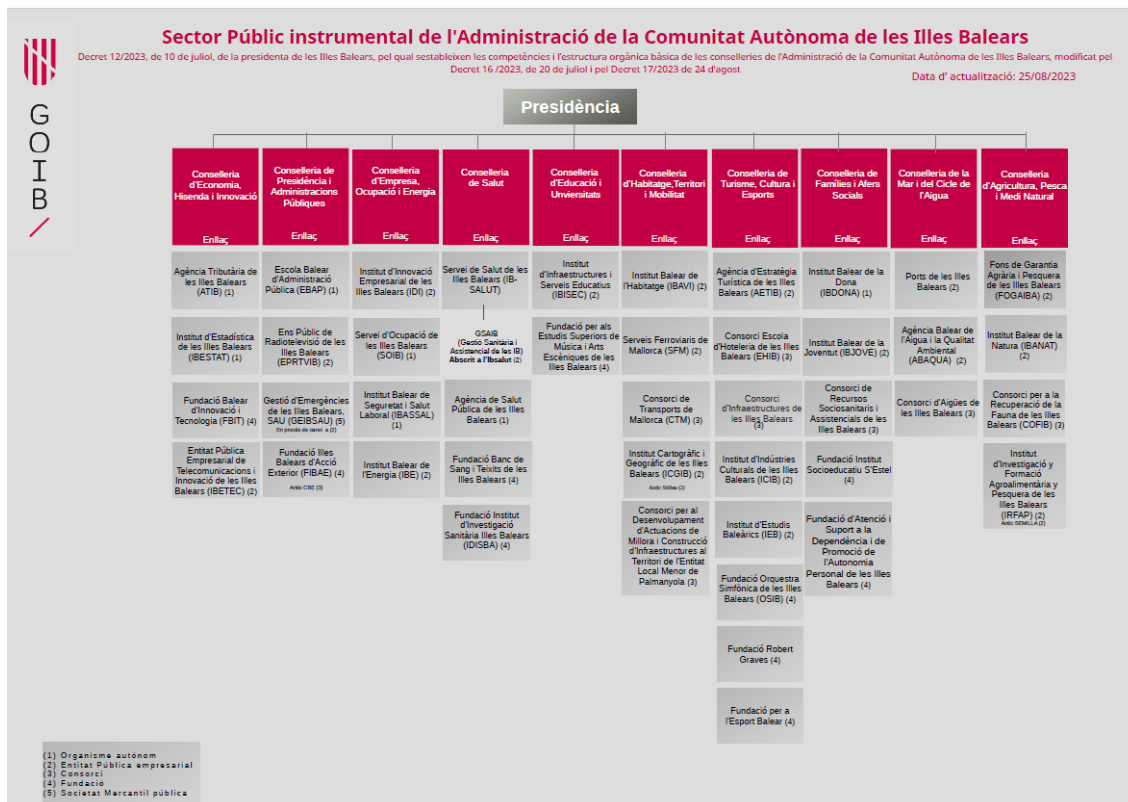 Sector Públic instrumental de l'Administració de la Comunitat Autònoma de les Illes Balears
Decret 12/2023, de 10 de juliol, de la presidenta de les Illes Balears, pel qual sestableixen les competències i l'estructura orgànica bàsica de les conselleries de l'Administració de la Comunitat Autònoma de les Illes Balears, modificat pel
Decret 16 /2023, de 20 de juliol i pel Decret 17/2023 de 24 d'agost
Data d' actualització: 25/08/2023
G
O
I
B
Presidència
Conselleria
d'Economia,
Hisenda i Innovació
Enllaç
Agència Tributària de
les Illes Balears
(ATIB) (1)
Institut d'Estadística
de les Illes Balears
(IBESTAT) (1)
Fundació Balear
d'Innovació i
Tecnologia (FBIT) (4)
Entitat Pública
Empresarial de
Telecomunicacions i
Innovació de les Illes
Balears (IBETEC) (2)
Conselleria de
Presidència i
Administracions
Públiques
Enllaç
Escola Balear
d'Administració
Pública (EBAP) (1)
Ens Públic de
Radiotelevisió de les
Illes Balears
(EPRTVIB) (2)
Gestió d'Emergències
de les Illes Balears,
SAU (GEIBSAU) (5)
En procés de canvi a (2)
Fundació Illes
Balears d'Acció
Exterior (FIBAE) (4)
Antic CBE (3)
Conselleria
d'Empresa,
Ocupació i Energia
Enllaç
Institut d'Innovació
Empresarial de les
Illes Balears (IDI) (2)
Servei d'Ocupació de
les Illes Balears
(SOIB) (1)
Institut Balear de
Seguretat i Salut
Laboral (IBASSAL)
(1)
Institut Balear de
l'Energia (IBE) (2)
Conselleria
de Salut
Enllaç
Servei de Salut de les
Illes Balears (IB-
SALUT)
GSAIB
(Gestió Sanitària i
Assistencial de les IB)
Abscrit a l'Ibsalut (2)
Agència de Salut
Pública de les Illes
Balears (1)
Fundació Banc de
Sang i Teixits de les
Illes Balears (4)
Fundació Institut
d'Investigació
Sanitària Illes Balears
(IDISBA) (4)
Conselleria
d'Educació i
Unviersitats
Enllaç
Institut
d'Infraestructures i
Serveis Educatius
(IBISEC) (2)
Fundació per als
Estudis Superiors de
Música i Arts
Escèniques de les
Illes Balears (4)
Conselleria
d'Habitatge,Territori
i Mobilitat
Enllaç
Institut Balear de
l'Habitatge (IBAVI) (2)
Serveis Ferroviaris de
Mallorca (SFM) (2)
Consorci de
Transports de
Mallorca (CTM) (3)
Institut Cartogràfic i
Geogràfic de les Illes
Balears (ICGIB) (2)
Antic Sitibsa (2)
Consorci per al
Desenvolupament
d'Actuacions de
Millora i Construcció
d'Infraestructures al
Territori de l'Entitat
Local Menor de
Palmanyola (3)
Conselleria de
Turisme, Cultura i
Esports
Enllaç
Agència d'Estratègia
Turística de les Illes
Balears (AETIB) (2)
Consorci Escola
d'Hoteleria de les Illes
Balears (EHIB) (3)
Consorci
d'Infraestructures de
les Illes Balears
(3)
Institut d'Indústries
Culturals de les Illes
Balears (ICIB) (2)
Institut d'Estudis
Baleàrics (IEB) (2)
Fundació Orquestra
Simfònica de les Illes
Balears (OSIB) (4)
Fundació Robert
Graves (4)
Fundació per a
l'Esport Balear (4)
Conselleria de
Famílies i Afers
Socials
Enllaç
Institut Balear de la
Dona
(IBDONA) (1)
Institut Balear de la
Joventut (IBJOVE) (2)
Consorci de
Recursos
Sociosanitaris i
Assistencials de les
Illes Balears (3)
Fundació Institut
Socioeducatiu S'Estel
(4)
Fundació d'Atenció i
Suport a la
Dependència i de
Promoció de
l'Autonomia
Personal de les Illes
Balears (4)
Conselleria de la
Mar i del Cicle de
l'Aigua
Enllaç
Ports de les Illes
Balears (2)
Agència Balear de
l'Aigua i la Qualitat
Ambiental
(ABAQUA) (2)
Consorci d'Aigües de
les Illes Balears (3)
Conselleria
d'Agricultura, Pesca
i Medi Natural
Enllaç
Fons de Garantia
Agrària i Pesquera
de les Illes Balears
(FOGAIBA) (2)
Institut Balear de la
Natura (IBANAT)
(2)
Consorci per a la
Recuperació de la
Fauna de les Illes
Balears (COFIB) (3)
Institut
d'Investigació y
Formació
Agroalimentària y
Pesquera de les
Illes Balears
(IRFAP) (2)
Antic SEMILLA (2)
(1) Organisme autònom
(2) Entitat Pública empresarial
(3) Consorci
(4) Fundació
(5) Societat Mercantil pública